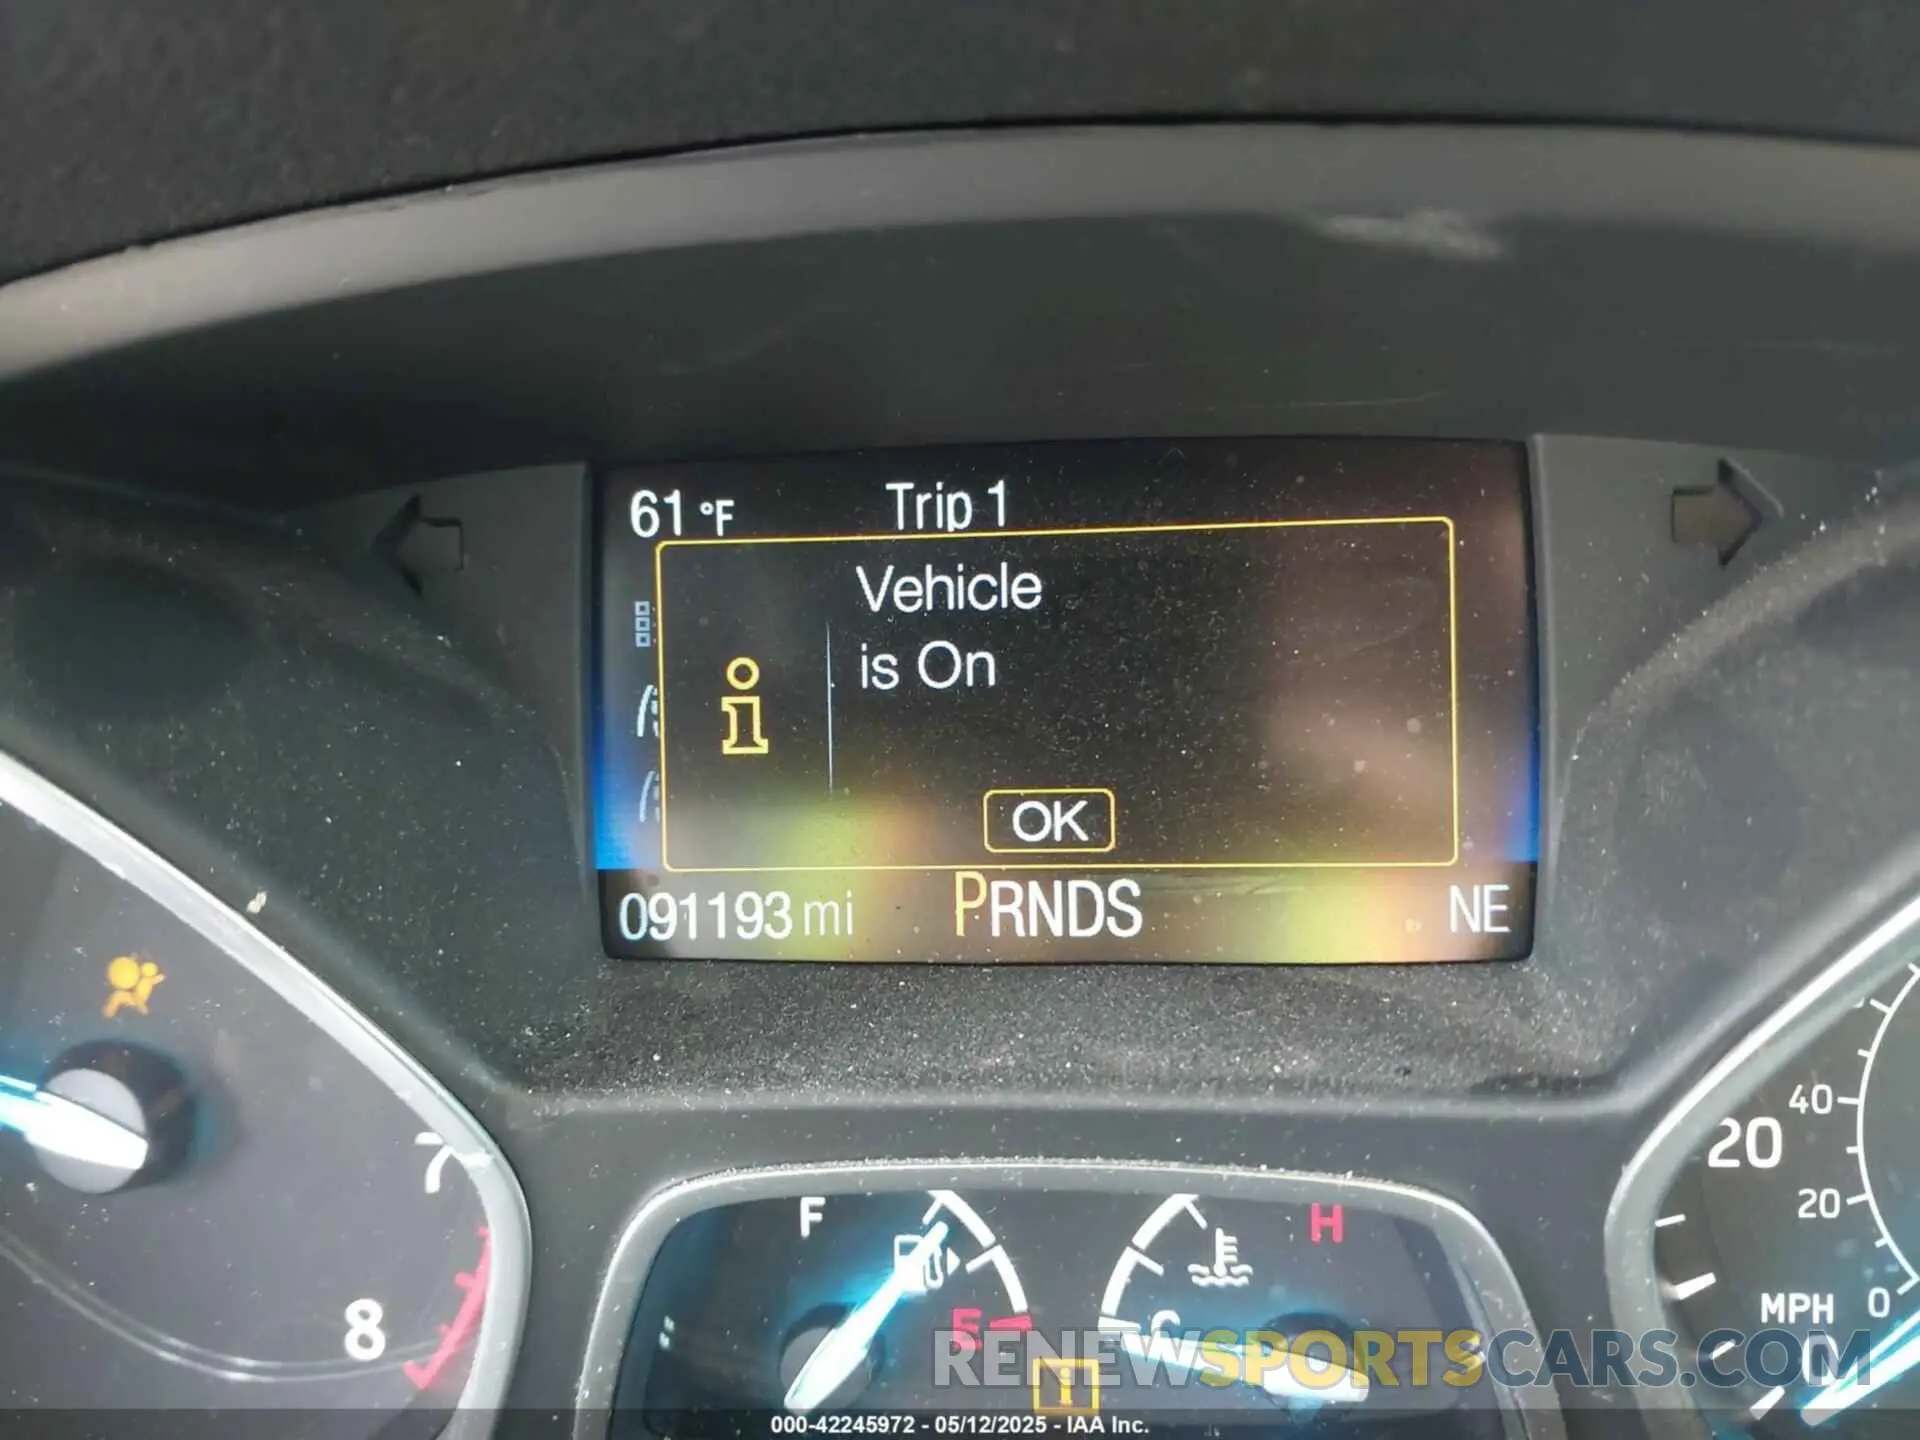 61 °F Trip 1
Vehicle
is On
OK
091193 mi PRNDS NE
7
8
F
E
H
C
40
20
20
MPH 0
0
RENEWSPORTSCARS.COM
000-42245972 - 05/12/2025 - IAA Inc.